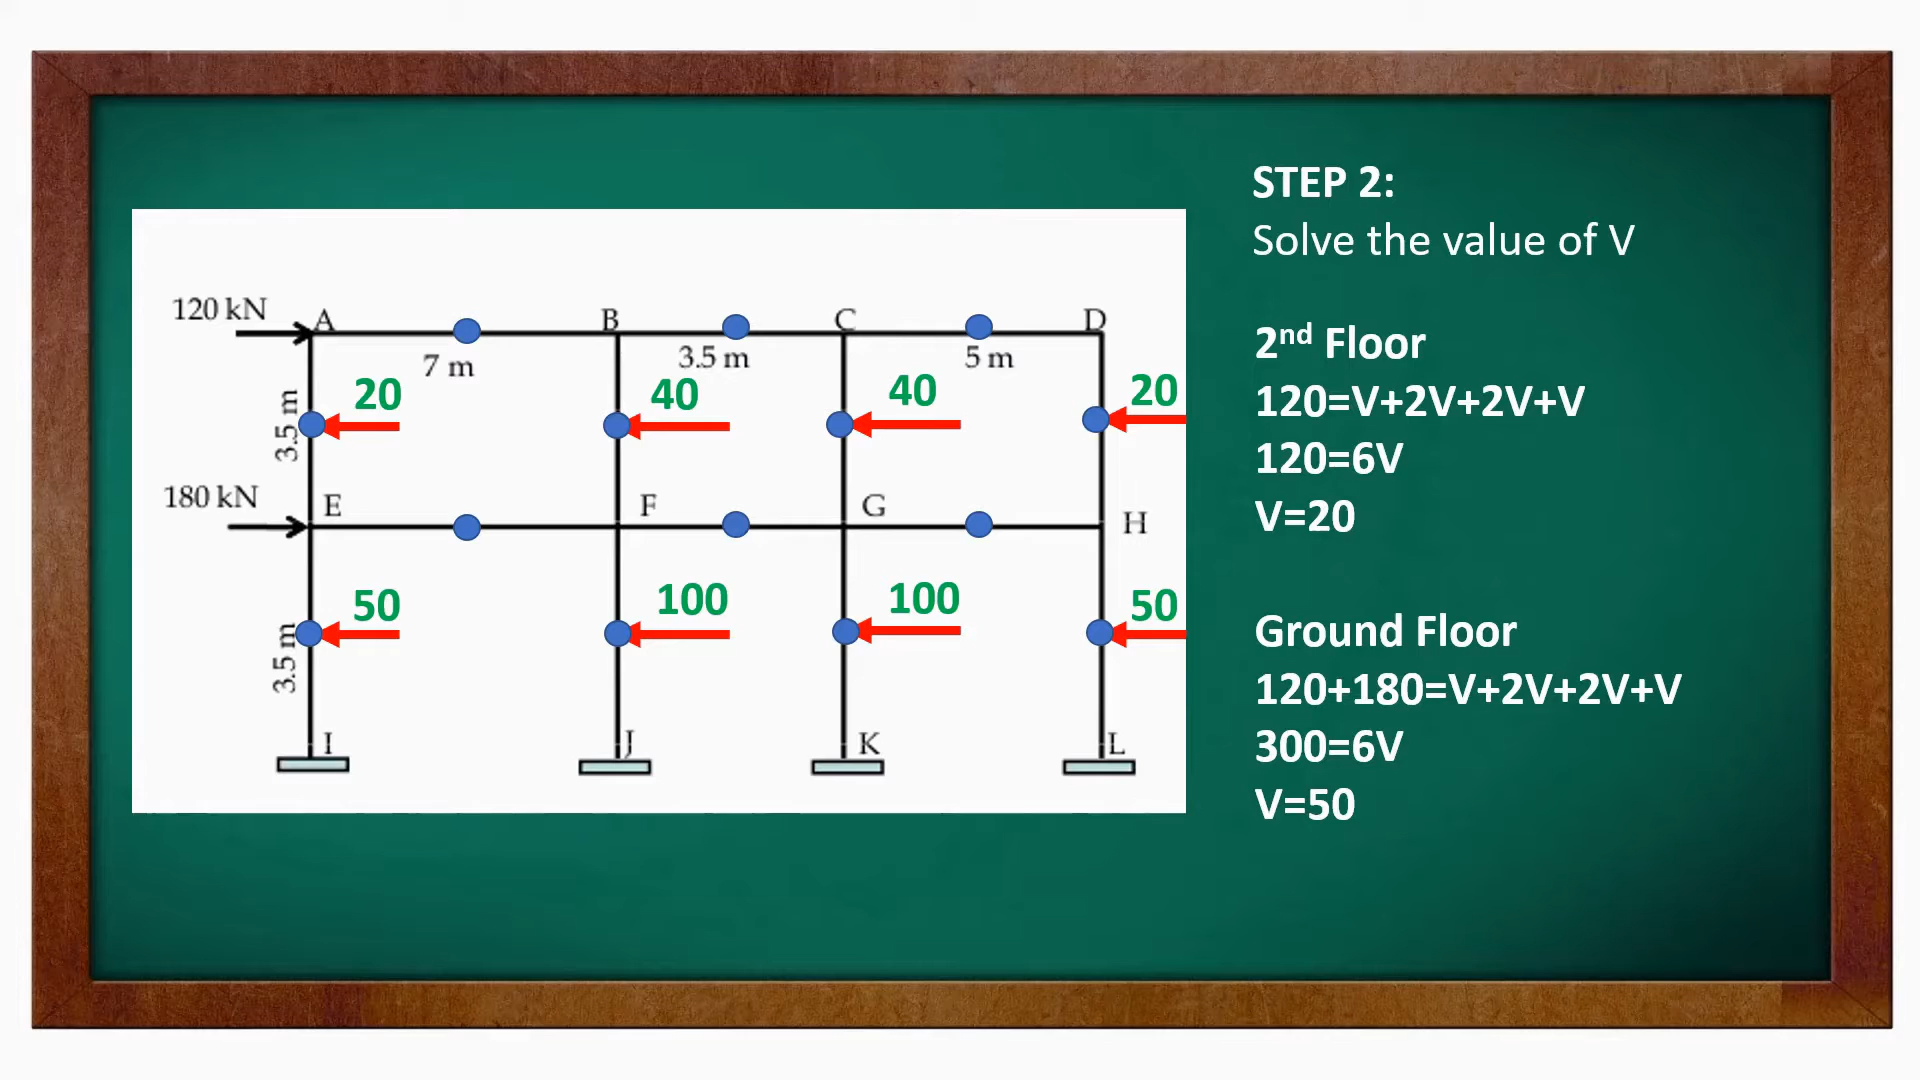 STEP 2:
Solve the value of V
2nd Floor
120=V+2V+2V+V
120=6V
V=20
Ground Floor
120+180=V+2V+2V+V
300=6V
V=50
120 kN
A
B
C
D
7 m
3.5 m
5 m
3.5 m
20
40
40
20
180 kN
E
F
G
H
3.5 m
50
100
100
50
I
J
K
L